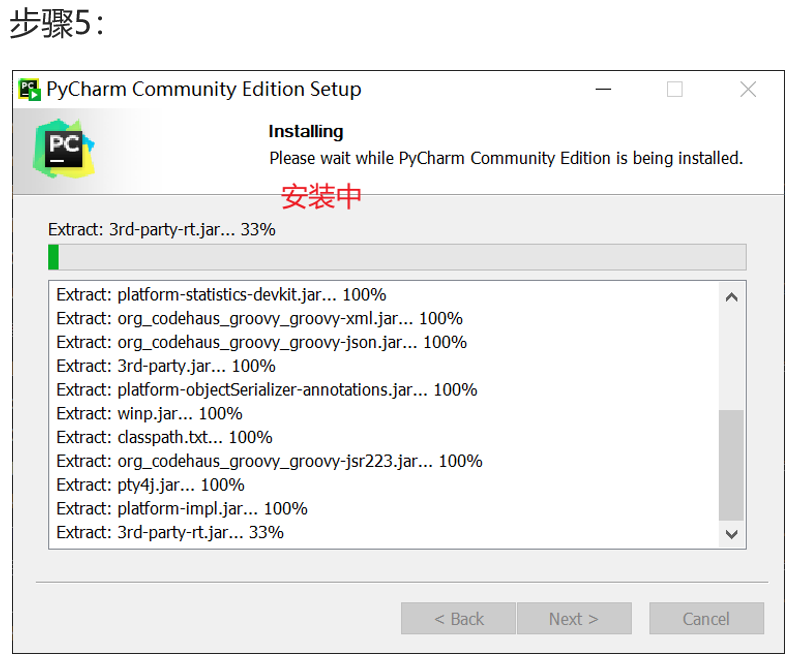 步骤5：
PC PyCharm Community Edition Setup
PC
Installing
Please wait while PyCharm Community Edition is being installed.
安装中
Extract: 3rd-party-rt.jar... 33%
Extract: platform-statistics-devkit.jar... 100%
Extract: org_codehaus_groovy_groovy-xml.jar... 100%
Extract: org_codehaus_groovy_groovy-json.jar... 100%
Extract: 3rd-party.jar... 100%
Extract: platform-objectSerializer-annotations.jar... 100%
Extract: winp.jar... 100%
Extract: classpath.txt... 100%
Extract: org_codehaus_groovy_groovy-jsr223.jar... 100%
Extract: pty4j.jar... 100%
Extract: platform-impl.jar... 100%
Extract: 3rd-party-rt.jar... 33%
< Back Next > Cancel